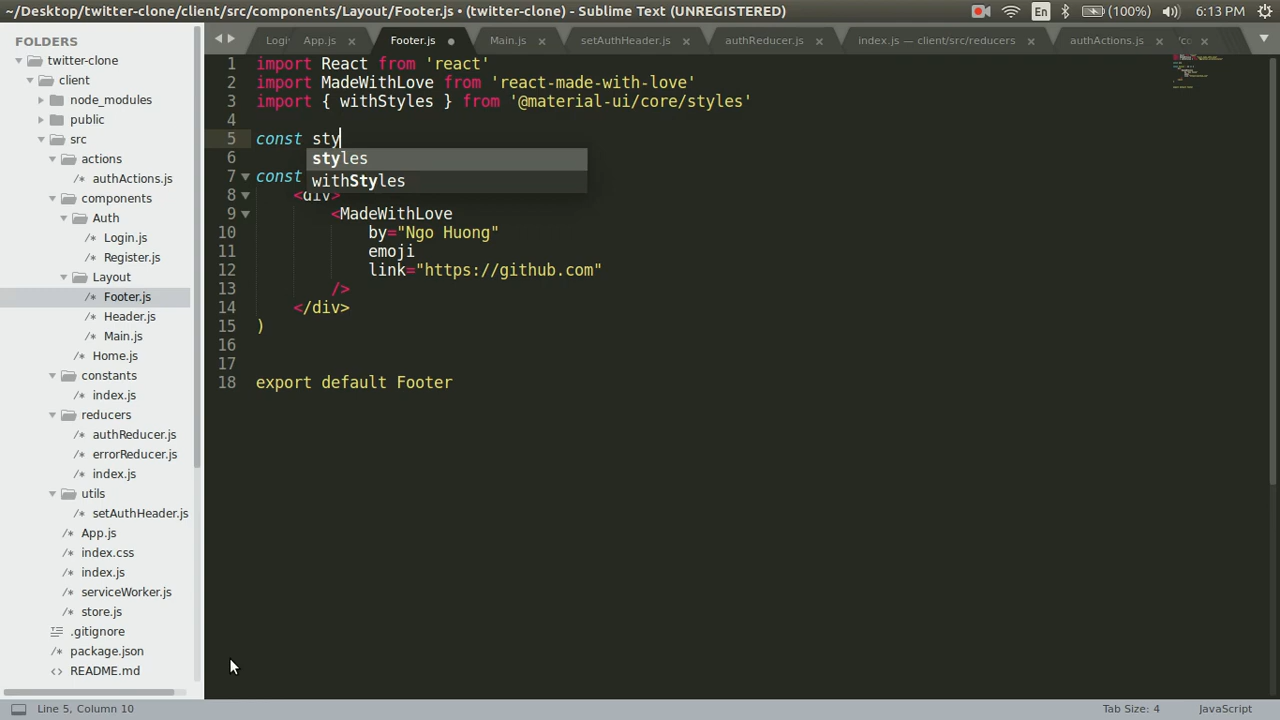 ~/Desktop/twitter-clone/client/src/components/Layout/Footer.js • (twitter-clone) - Sublime Text (UNREGISTERED)
En
(100%)
6:13 PM
FOLDERS
twitter-clone
client
node_modules
public
src
actions
authActions.js
components
Auth
Login.js
Register.js
Layout
Footer.js
Header.js
Main.js
Home.js
constants
index.js
reducers
authReducer.js
errorReducer.js
index.js
utils
setAuthHeader.js
App.js
index.css
index.js
serviceWorker.js
store.js
.gitignore
package.json
README.md
Logi
App.js
Footer.js
Main.js
setAuthHeader.js
authReducer.js
index.js — client/src/reducers
authActions.js
'co
1 import React from 'react'
2 import MadeWithLove from 'react-made-with-love'
3 import { withStyles } from '@material-ui/core/styles'
4
5 const sty
styles
withStyles
6
7 const
8 <div>
9 <MadeWithLove
10 by="Ngo Huong"
11 emoji
12 link="https://github.com"
13 />
14 </div>
15 )
16
17
18 export default Footer
Line 5, Column 10
Tab Size: 4
JavaScript